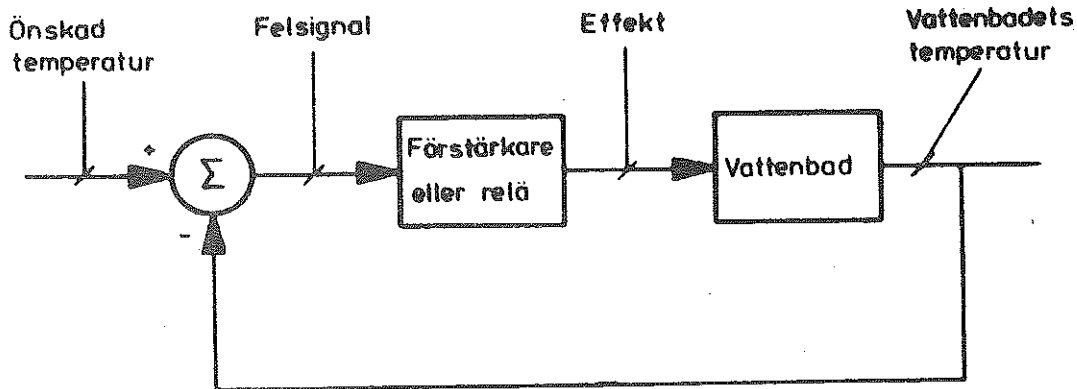 Önskad
temperatur
Felsignal
Effekt
Vattenbadets
temperatur
+
Σ
-
Förstärkare
eller relä
Vattenbad